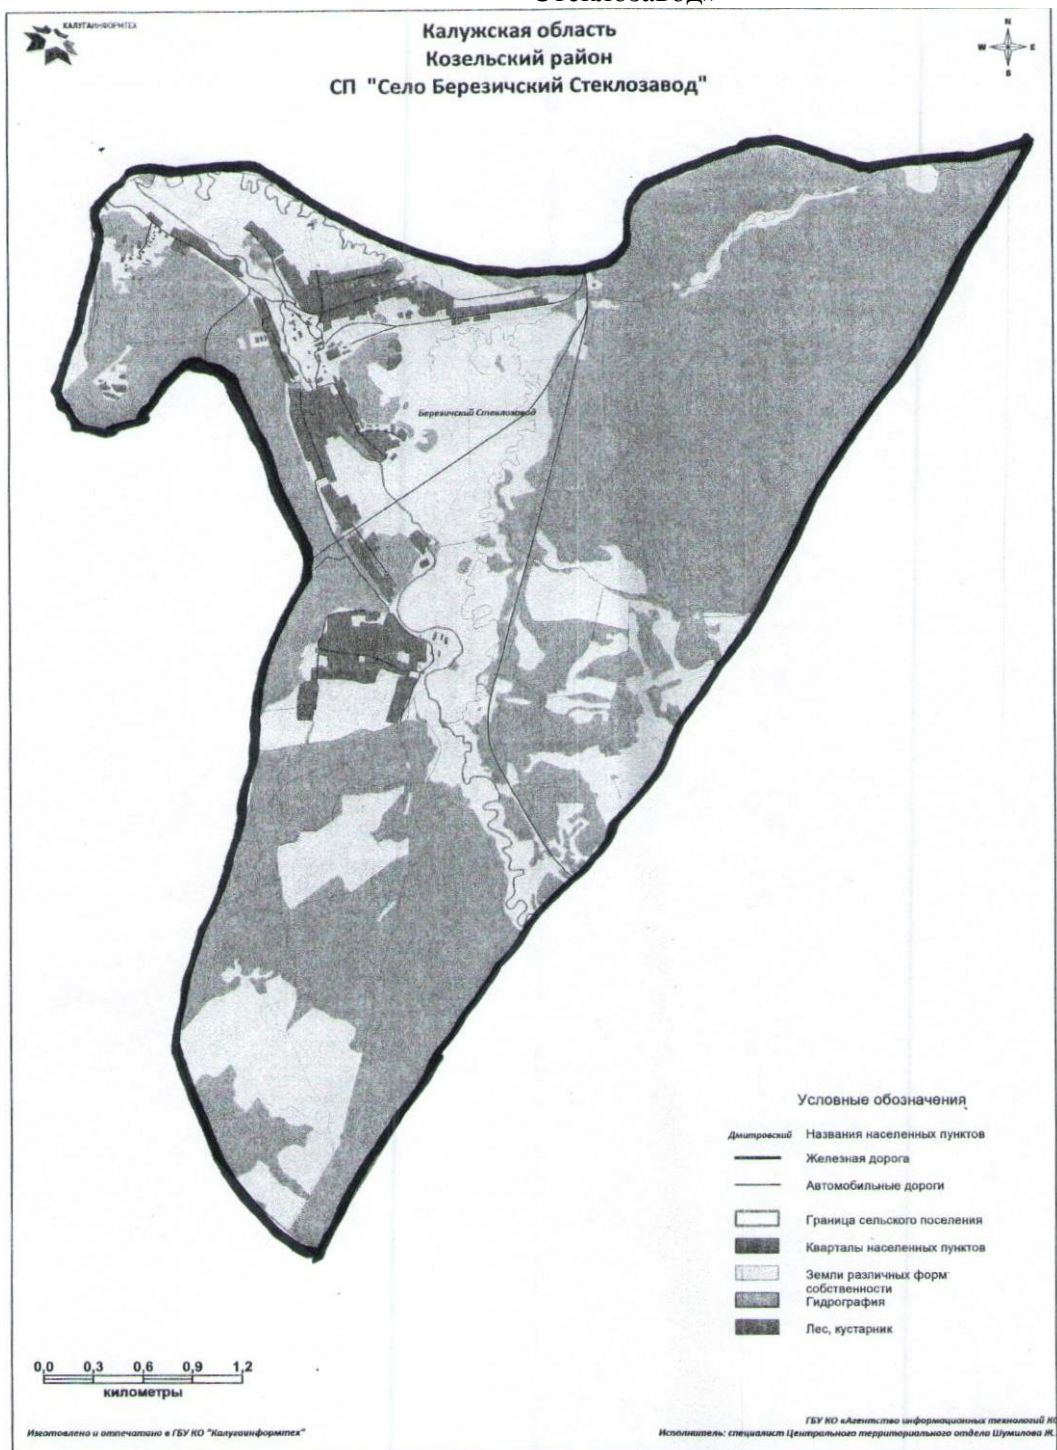 КАЛУГАИНФОРМТЕХ
Калужская область
Козельский район
СП "Село Березичский Стеклозавод"
N
W E
S
Березичский Стеклозавод
Условные обозначения
Дмитровский Названия населенных пунктов
Железная дорога
Автомобильные дороги
Граница сельского поселения
Кварталы населенных пунктов
Земли различных форм
собственности
Гидрография
Лес, кустарник
0,0 0,3 0,6 0,9 1,2
километры
ГБУ КО «Агентство информационных технологий
Изготовлено и отпечатано в ГБУ КО "Калугаинформтех"
Исполнитель: специалист Центрального территориального отдела Шумилова Ж.